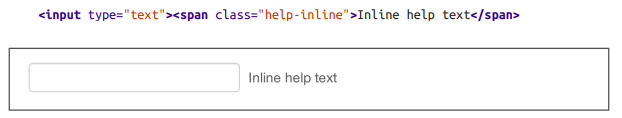 <input type="text"><span class="help-inline">Inline help text</span>
Inline help text